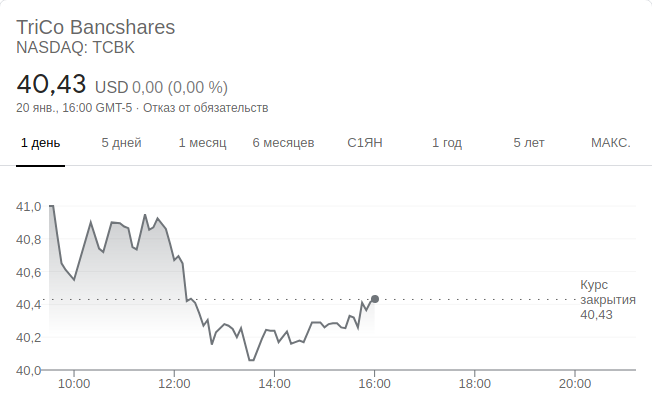 TriCo Bancshares
NASDAQ: TCBK
40,43 USD 0,00 (0,00 %)
20 янв., 16:00 GMT-5 · Отказ от обязательств
1 день 5 дней 1 месяц 6 месяцев С1ЯН 1 год 5 лет МАКС.
41,0
40,8
40,6
40,4
40,2
40,0
Курс
закрытия
40,43
10:00 12:00 14:00 16:00 18:00 20:00